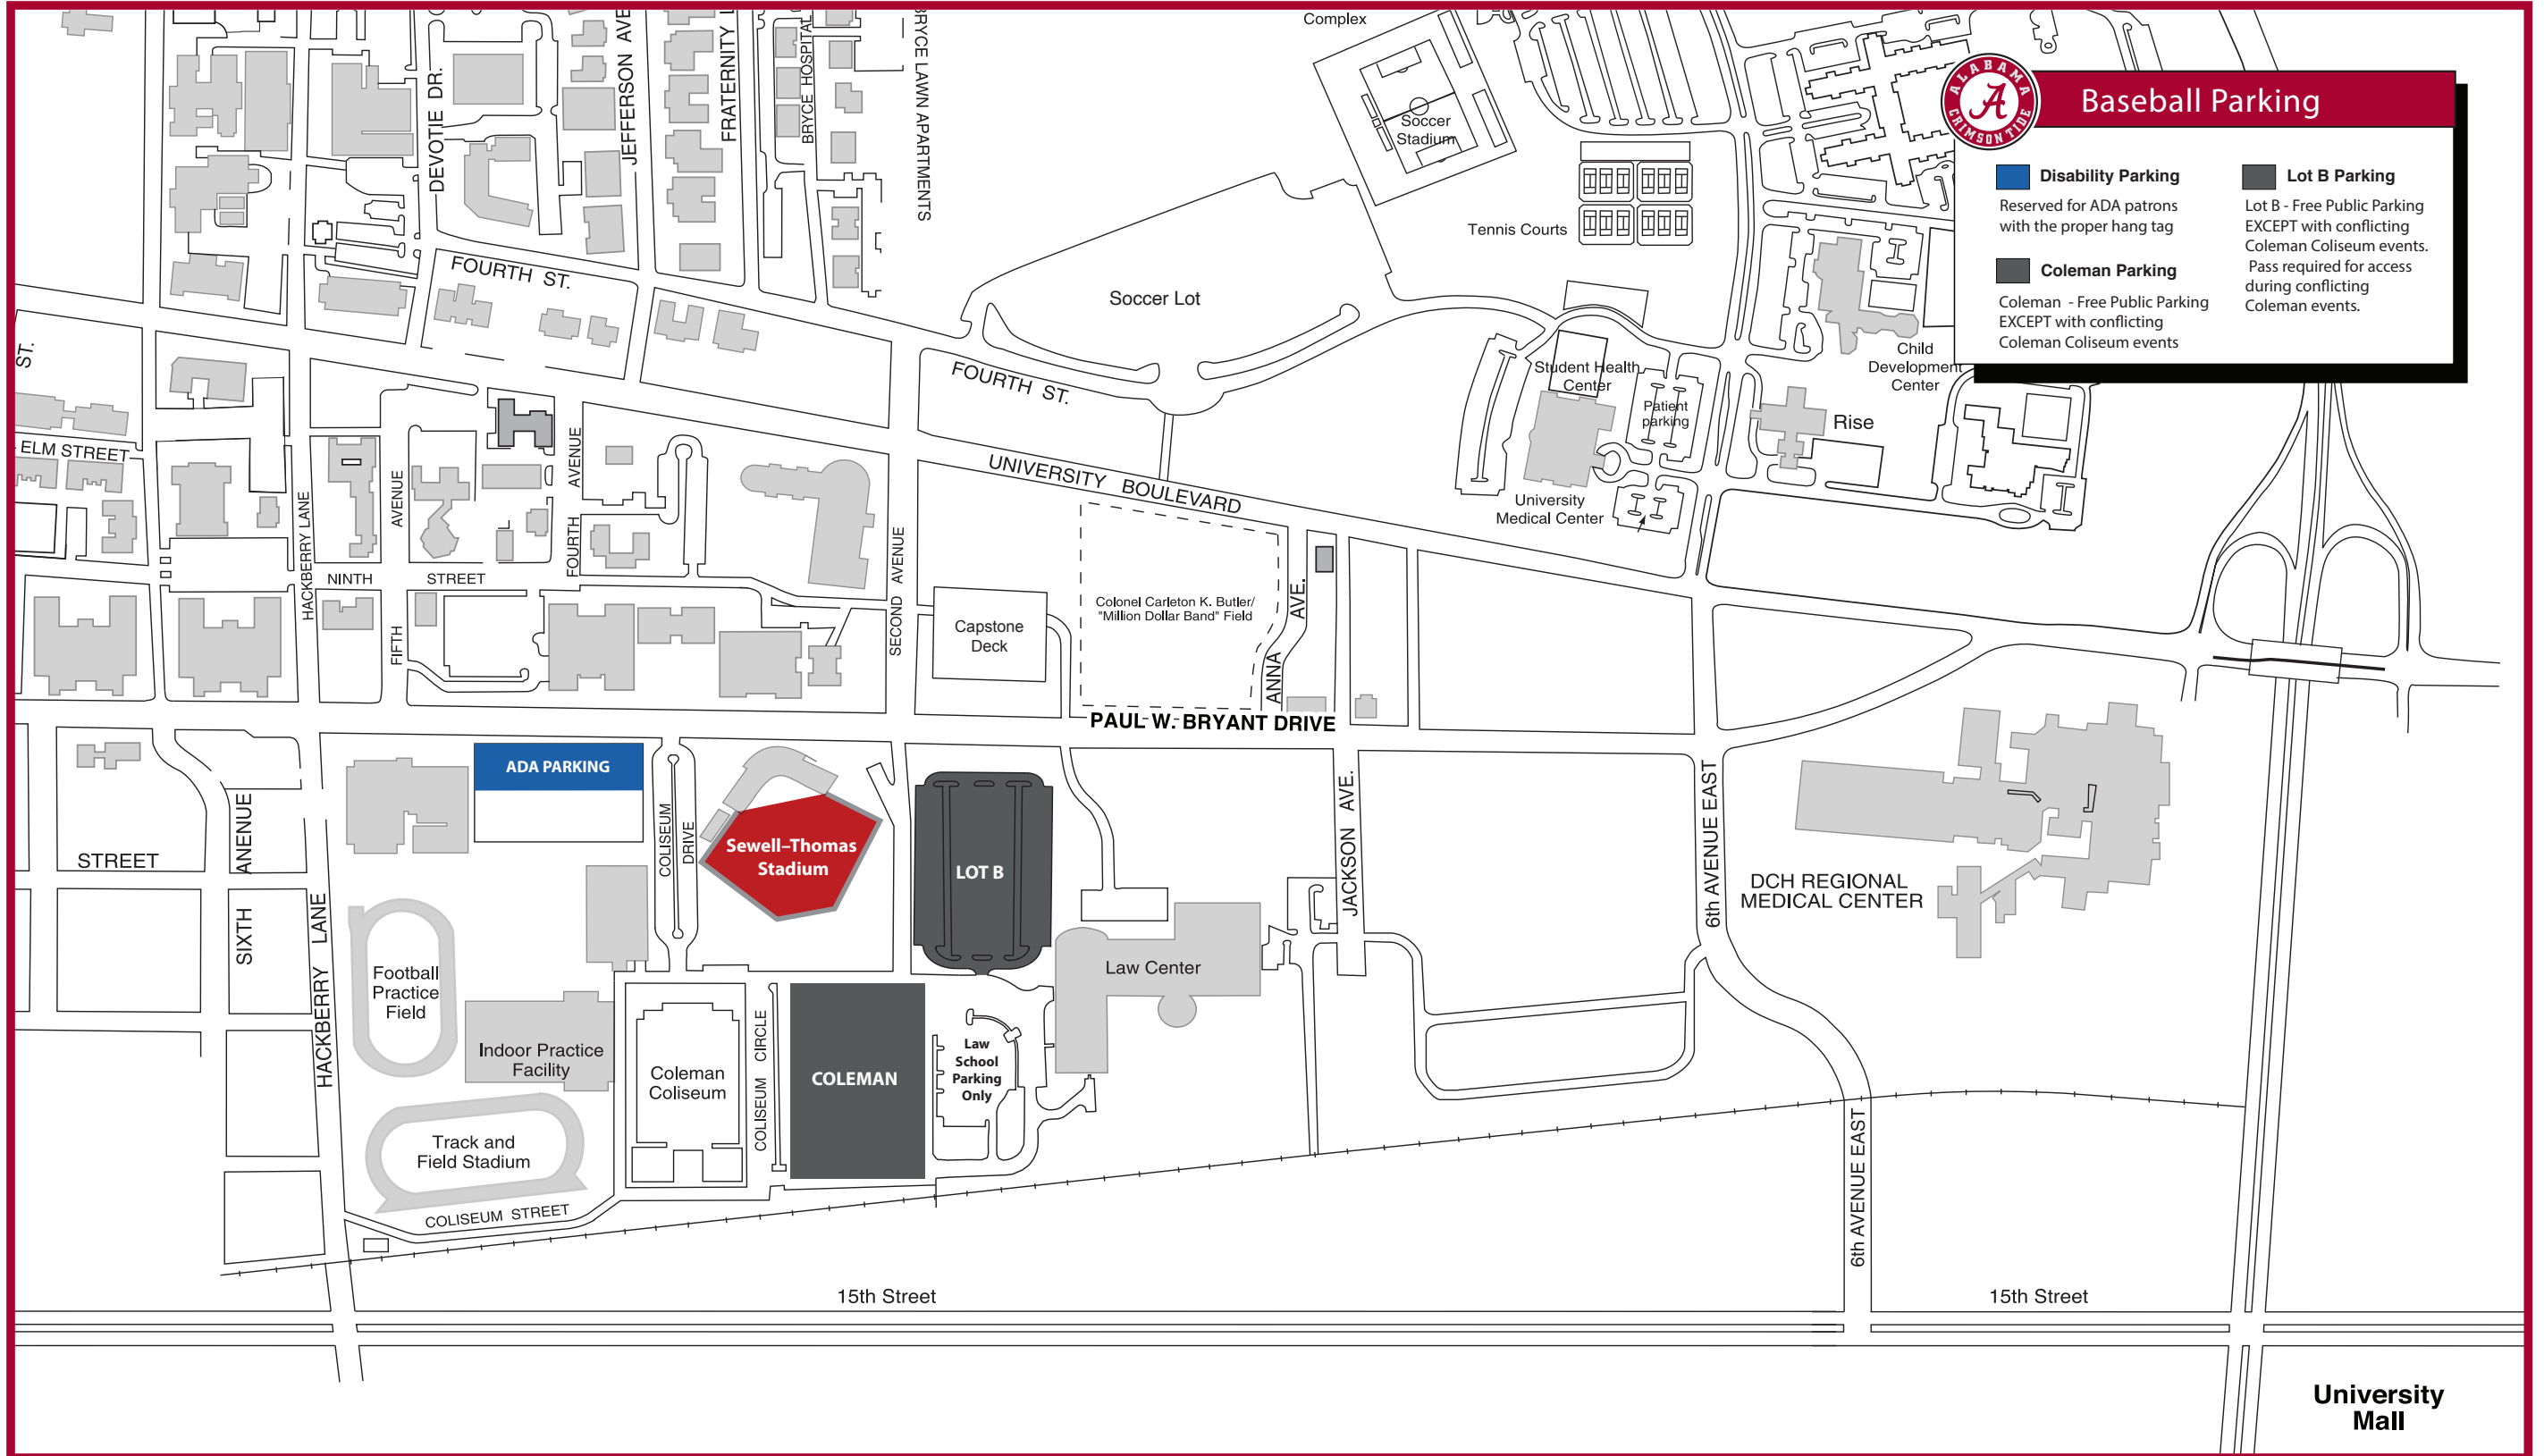 Complex
DEVOTIE DR.
JEFFERSON AVE
FRATERNITY
BRYCE HOSPITAL
BRYCE LAWN APARTMENTS
Soccer
Stadium
Tennis Courts
ALABAMA
A
CRIMSON TIDE
Baseball Parking
Disability Parking
Reserved for ADA patrons
with the proper hang tag
Coleman Parking
Coleman - Free Public Parking
EXCEPT with conflicting
Coleman Coliseum events
Lot B Parking
Lot B - Free Public Parking
EXCEPT with conflicting
Coleman Coliseum events.
Pass required for access
during conflicting
Coleman events.
FOURTH ST.
Soccer Lot
ST.
FOURTH ST.
Student Health
Center
Patient
parking
Child
Development
Center
Rise
ELM STREET
HACKBERRY LANE
AVENUE
FIFTH
AVENUE
FOURTH
NINTH STREET
SECOND AVENUE
UNIVERSITY BOULEVARD
University
Medical Center
Capstone
Deck
Colonel Carleton K. Butler/
"Million Dollar Band" Field
ANNA AVE.
PAUL W. BRYANT DRIVE
ADA PARKING
COLISEUM
DRIVE
Sewell–Thomas
Stadium
LOT B
JACKSON AVE.
6th AVENUE EAST
DCH REGIONAL
MEDICAL CENTER
STREET
SIXTH ANENUE
HACKBERRY LANE
Football
Practice
Field
Law Center
Indoor Practice
Facility
Coleman
Coliseum
COLISEUM CIRCLE
COLEMAN
Law
School
Parking
Only
Track and
Field Stadium
COLISEUM STREET
6th AVENUE EAST
15th Street
15th Street
University
Mall